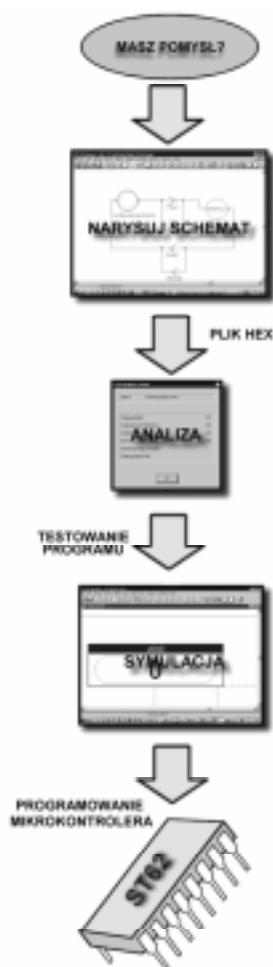 MASZ POMYSŁ?
NARYSUJ SCHEMAT
PLIK HEX
ANALIZA
TESTOWANIE
PROGRAMU
SYMULACJA
PROGRAMOWANIE
MIKROKONTROLERA
ST62